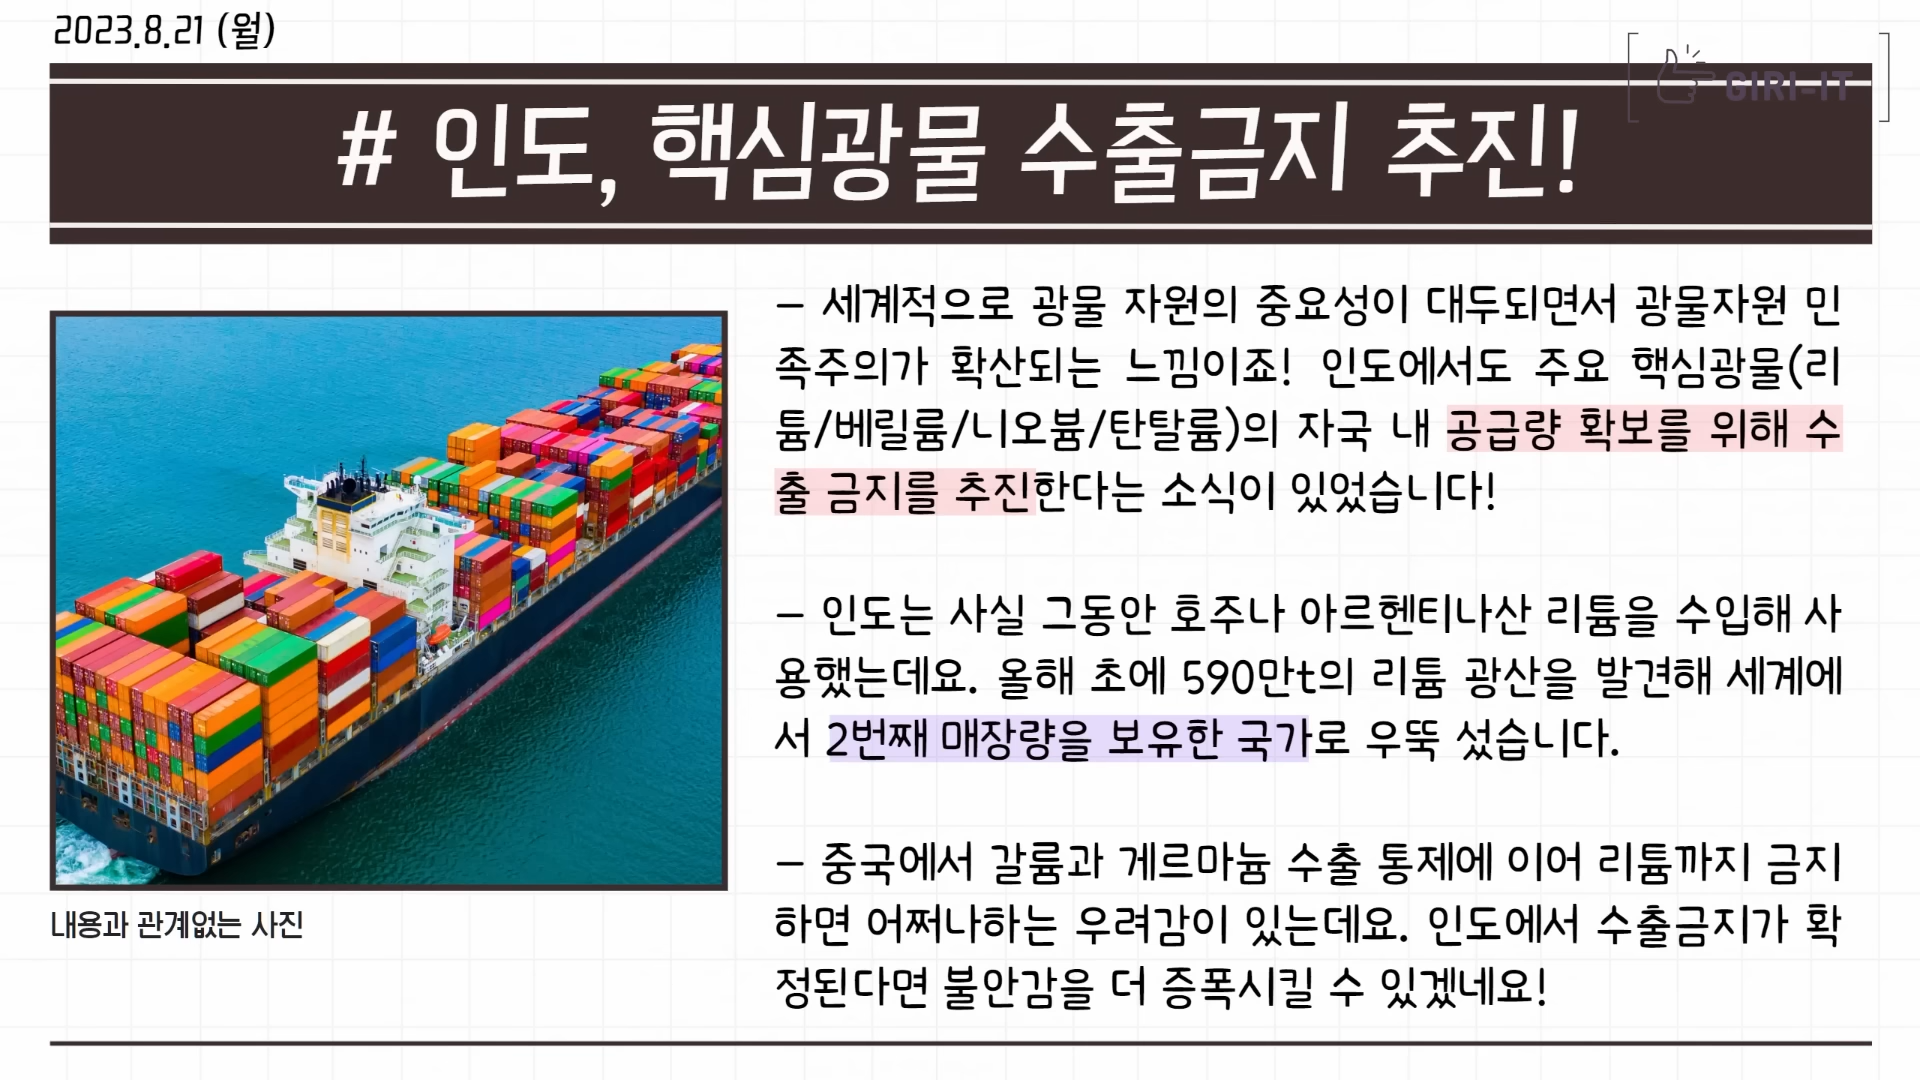 2023.8.21 (월)
GIRI-IT
# 인도, 핵심광물 수출금지 추진!
- 세계적으로 광물 자원의 중요성이 대두되면서 광물자원 민
족주의가 확산되는 느낌이죠! 인도에서도 주요 핵심광물(리
튬/베릴륨/니오븀/탄탈륨)의 자국 내 공급량 확보를 위해 수
출 금지를 추진한다는 소식이 있었습니다!
- 인도는 사실 그동안 호주나 아르헨티나산 리튬을 수입해 사
용했는데요. 올해 초에 590만t의 리튬 광산을 발견해 세계에
서 2번째 매장량을 보유한 국가로 우뚝 섰습니다.
- 중국에서 갈륨과 게르마늄 수출 통제에 이어 리튬까지 금지
하면 어쩌나하는 우려감이 있는데요. 인도에서 수출금지가 확
정된다면 불안감을 더 증폭시킬 수 있겠네요!
내용과 관계없는 사진